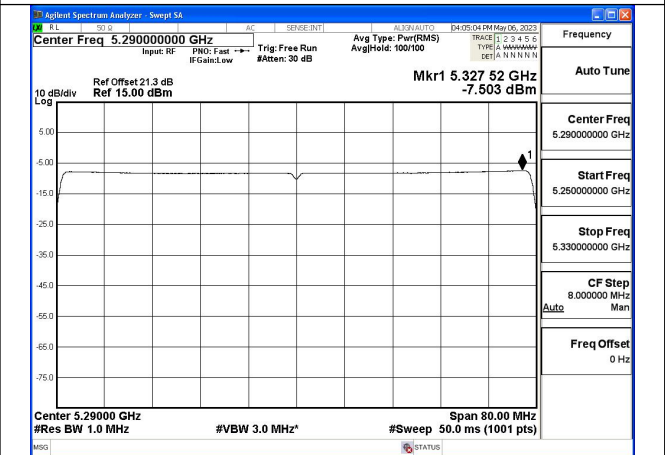 Agilent Spectrum Analyzer - Swept SA
RL 50 Ω AC SENSE:INT ALIGN AUTO 04:05:04 PM May 06, 2023
Center Freq 5.290000000 GHz
Input: RF PNO: Fast Trig: Free Run Avg Type: Pwr(RMS) TRACE 1 2 3 4 5 6
IFGain:Low #Atten: 30 dB Avg|Hold: 100/100 TYPE A WWWWW
DET A N N N N N
Mkr1 5.327 52 GHz
-7.503 dBm
Ref Offset 21.3 dB
10 dB/div Ref 15.00 dBm
Log
1
5.00
-5.00
-15.0
-25.0
-35.0
-45.0
-55.0
-65.0
-75.0
Center 5.29000 GHz Span 80.00 MHz
#Res BW 1.0 MHz #VBW 3.0 MHz* #Sweep 50.0 ms (1001 pts)
MSG STATUS
Frequency
Auto Tune
Center Freq
5.290000000 GHz
Start Freq
5.250000000 GHz
Stop Freq
5.330000000 GHz
CF Step
8.000000 MHz
Auto Man
Freq Offset
0 Hz